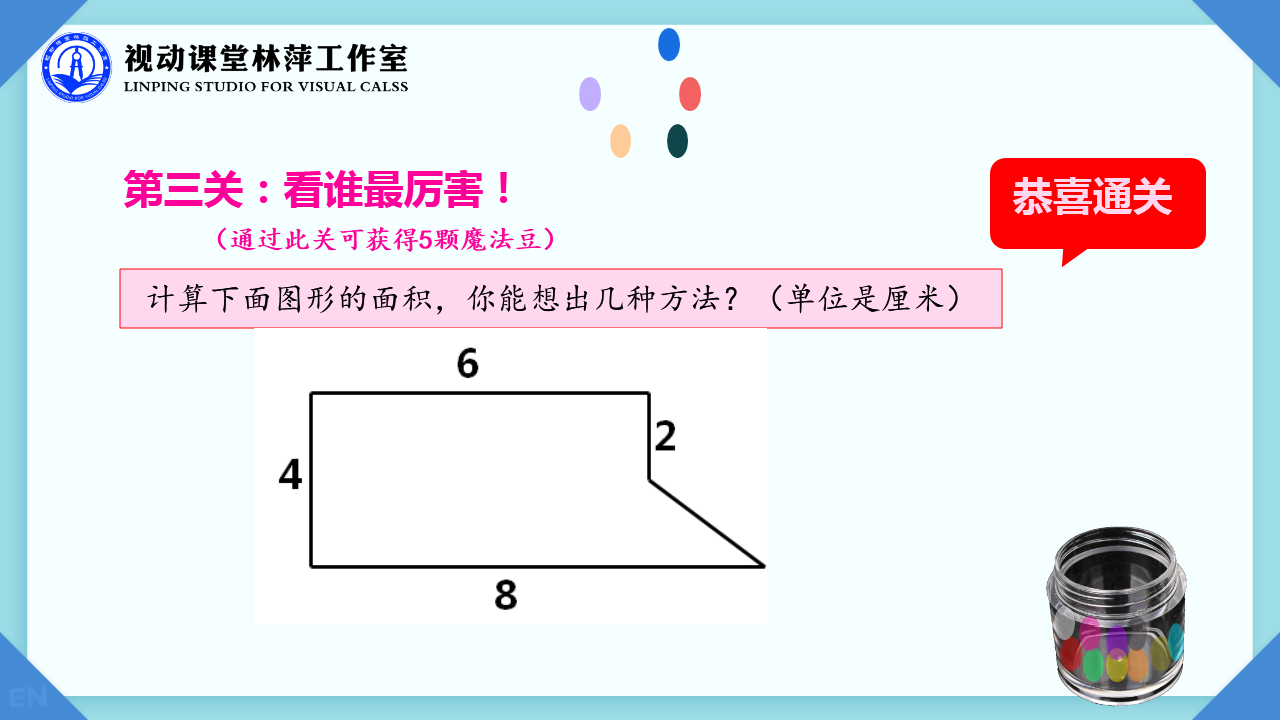 视动课堂林萍工作室
LINPING STUDIO FOR VISUAL CALSS
第三关：看谁最厉害！
（通过此关可获得5颗魔法豆）
恭喜通关
计算下面图形的面积，你能想出几种方法？（单位是厘米）
6
2
4
8
EN